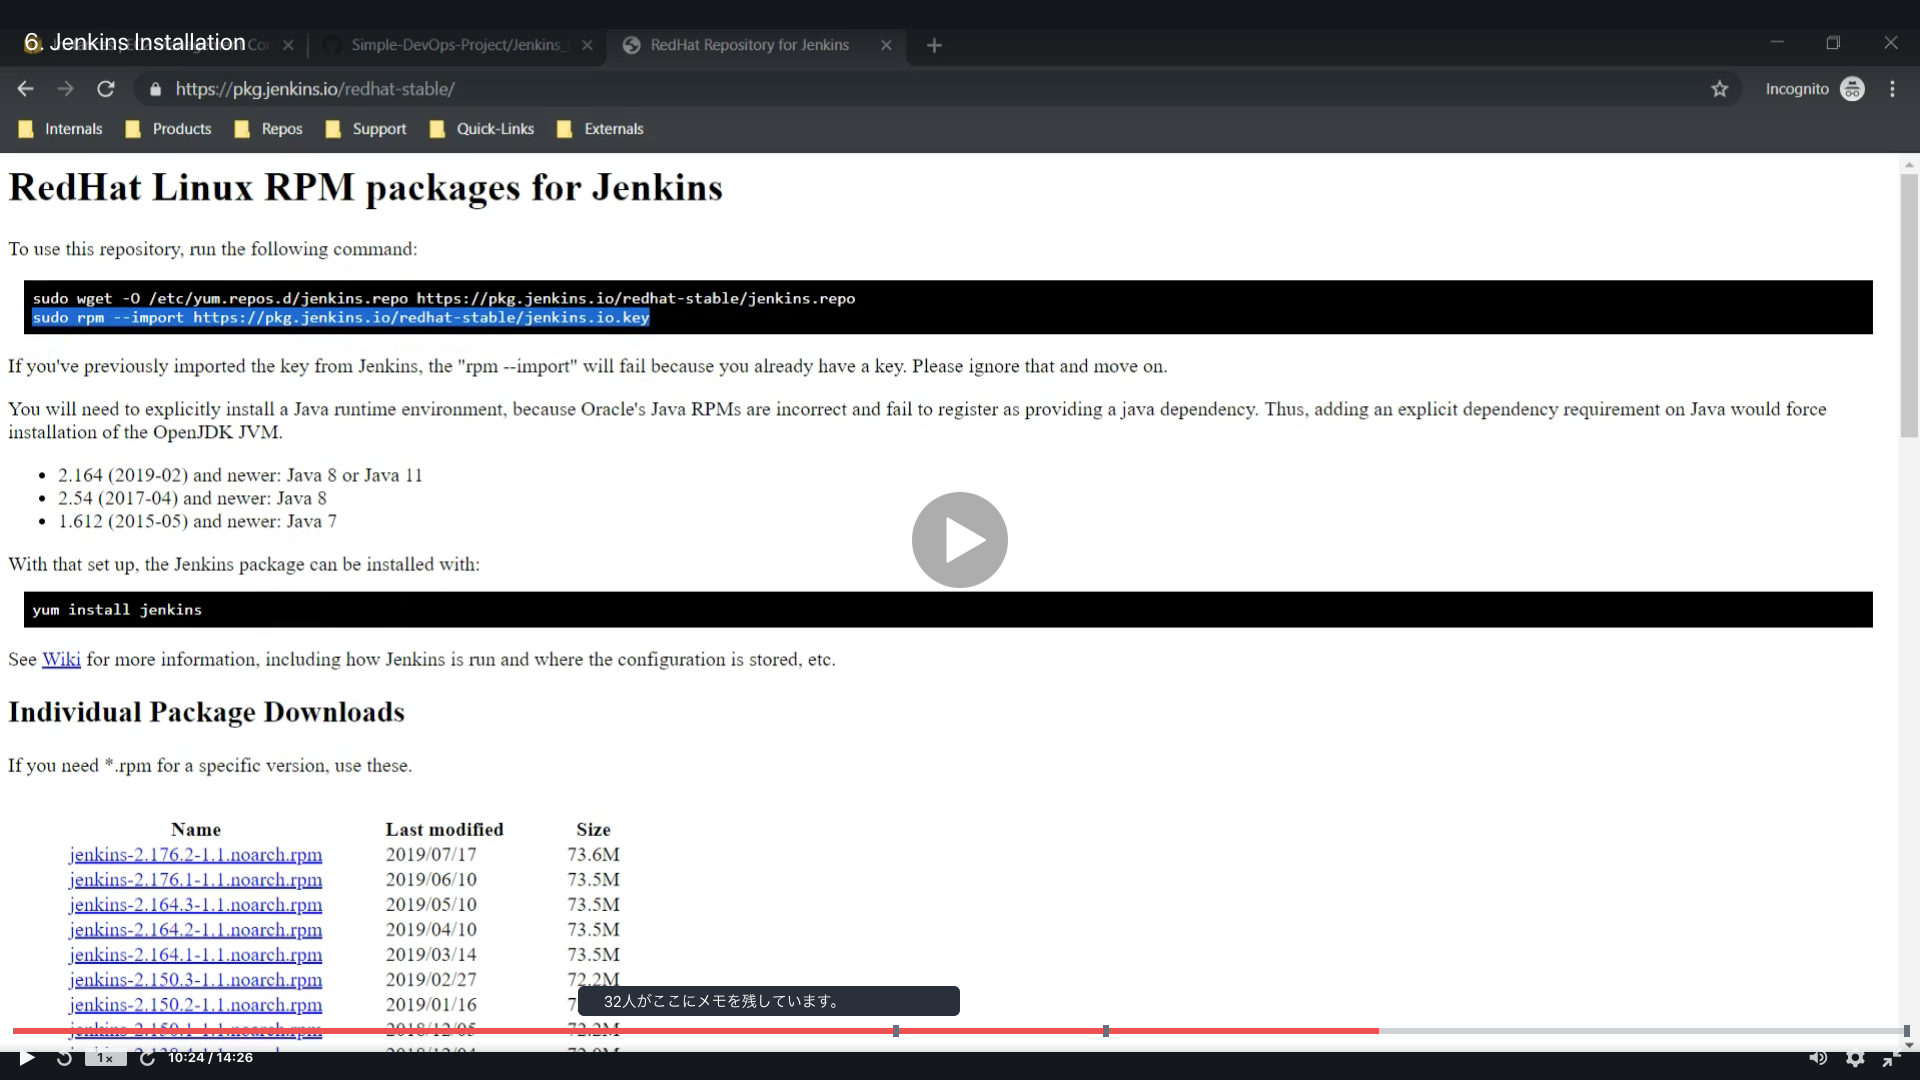 6. Jenkins Installation
Simple-DevOps-Project/Jenkins_
RedHat Repository for Jenkins
https://pkg.jenkins.io/redhat-stable/
Incognito
Internals
Products
Repos
Support
Quick-Links
Externals
RedHat Linux RPM packages for Jenkins
To use this repository, run the following command:
sudo wget -O /etc/yum.repos.d/jenkins.repo https://pkg.jenkins.io/redhat-stable/jenkins.repo
sudo rpm --import https://pkg.jenkins.io/redhat-stable/jenkins.io.key
If you've previously imported the key from Jenkins, the "rpm --import" will fail because you already have a key. Please ignore that and move on.
You will need to explicitly install a Java runtime environment, because Oracle's Java RPMs are incorrect and fail to register as providing a java dependency. Thus, adding an explicit dependency requirement on Java would force
installation of the OpenJDK JVM.
• 2.164 (2019-02) and newer: Java 8 or Java 11
• 2.54 (2017-04) and newer: Java 8
• 1.612 (2015-05) and newer: Java 7
With that set up, the Jenkins package can be installed with:
yum install jenkins
See Wiki for more information, including how Jenkins is run and where the configuration is stored, etc.
Individual Package Downloads
If you need *.rpm for a specific version, use these.
Name Last modified Size
jenkins-2.176.2-1.1.noarch.rpm 2019/07/17 73.6M
jenkins-2.176.1-1.1.noarch.rpm 2019/06/10 73.5M
jenkins-2.164.3-1.1.noarch.rpm 2019/05/10 73.5M
jenkins-2.164.2-1.1.noarch.rpm 2019/04/10 73.5M
jenkins-2.164.1-1.1.noarch.rpm 2019/03/14 73.5M
jenkins-2.150.3-1.1.noarch.rpm 2019/02/27 72.2M
jenkins-2.150.2-1.1.noarch.rpm 2019/01/16
32人がここにメモを残しています。
jenkins-2.150.1-1.1.noarch.rpm 2018/12/05 72.2M
1x
10:24 / 14:26